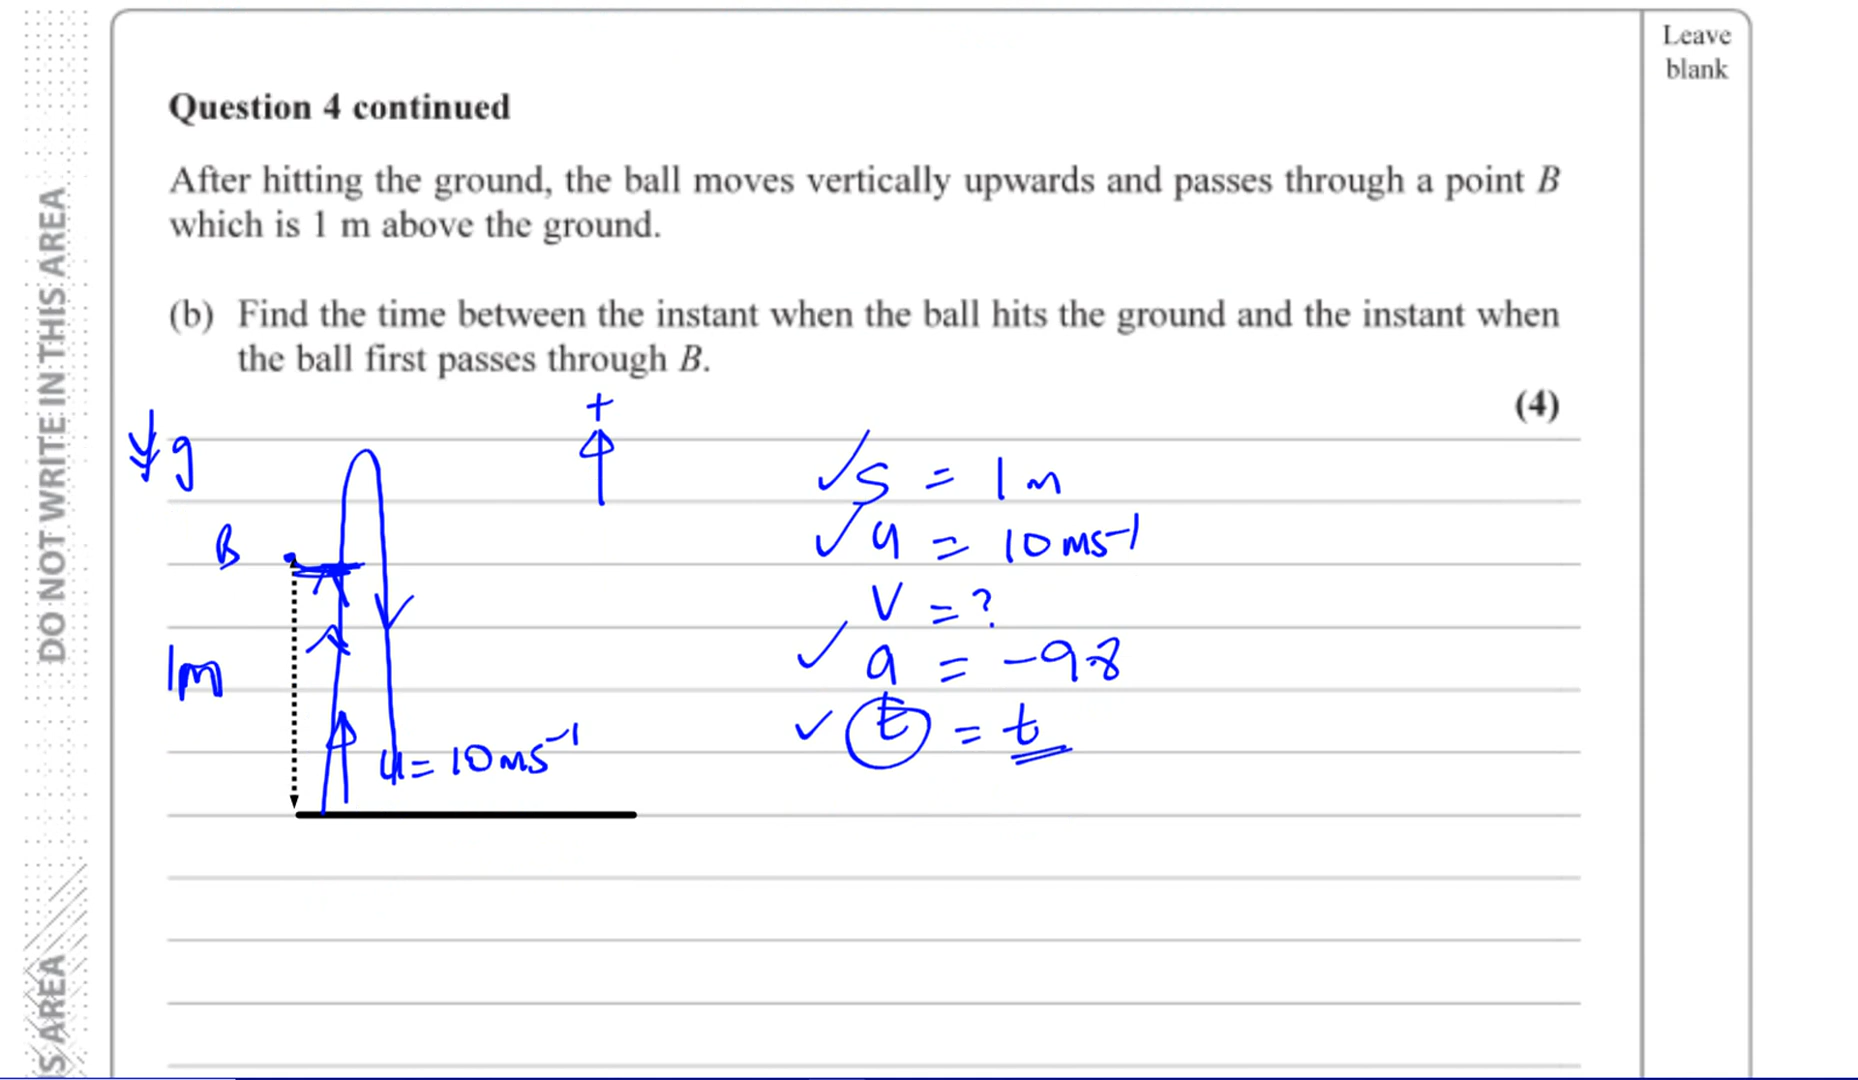 Leave
blank
Question 4 continued
After hitting the ground, the ball moves vertically upwards and passes through a point B
which is 1 m above the ground.
(b) Find the time between the instant when the ball hits the ground and the instant when
the ball first passes through B.
(4)
DO NOT WRITE IN THIS AREA
S AREA
g
+
B
1m
u = 10ms⁻¹
✓ s = 1m
✓ u = 10ms⁻¹
v = ?
✓ a = -9.8
✓ t = t